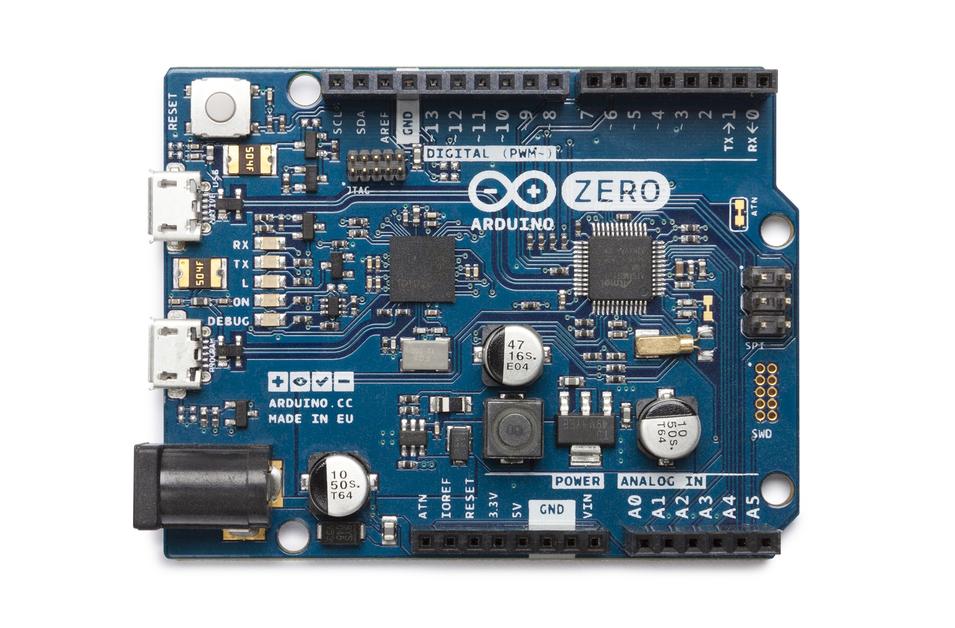 RESET
SCL
SDA
AREF
GND
~13
~12
~11
~10
~9
~8
7
~6
~5
~4
~3
2
TX→1
RX←0
DIGITAL (PWM~)
504F
JTAG
ZERO
ARDUINO
ATN
RX
TX
L
ON
DEBUG
504F
Atmel
SPI
47
16S.
E04
ARDUINO.CC
MADE IN EU
10
50S.
T64
SWD
10
50S.
T64
POWER
ANALOG IN
ATN
IOREF
RESET
3.3V
5V
GND
VIN
A0
A1
A2
A3
A4
A5